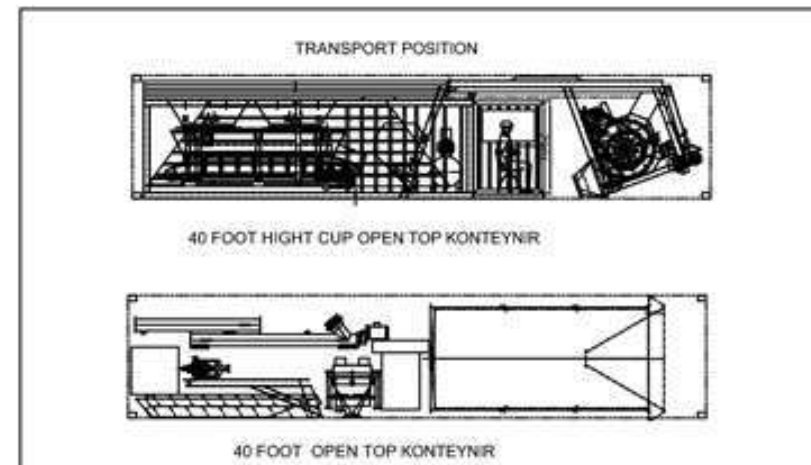 TRANSPORT POSITION
40 FOOT HIGHT CUP OPEN TOP KONTEYNIR
40 FOOT OPEN TOP KONTEYNIR